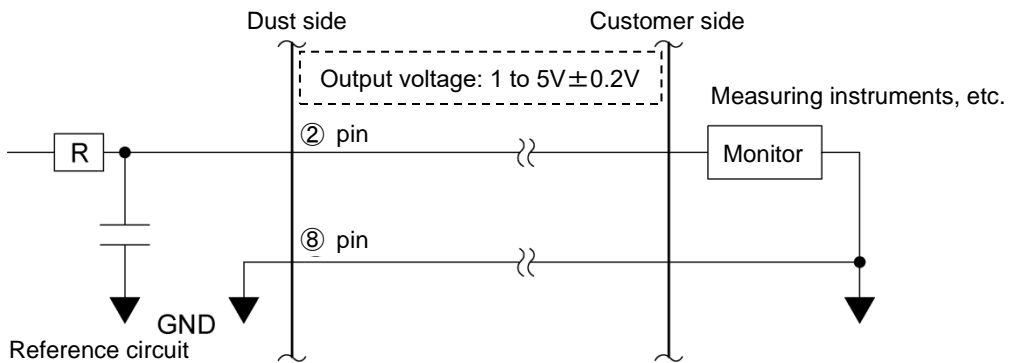 Dust side
Customer side
Output voltage: 1 to 5V±0.2V
Measuring instruments, etc.
② pin
R
Monitor
⑧ pin
GND
Reference circuit